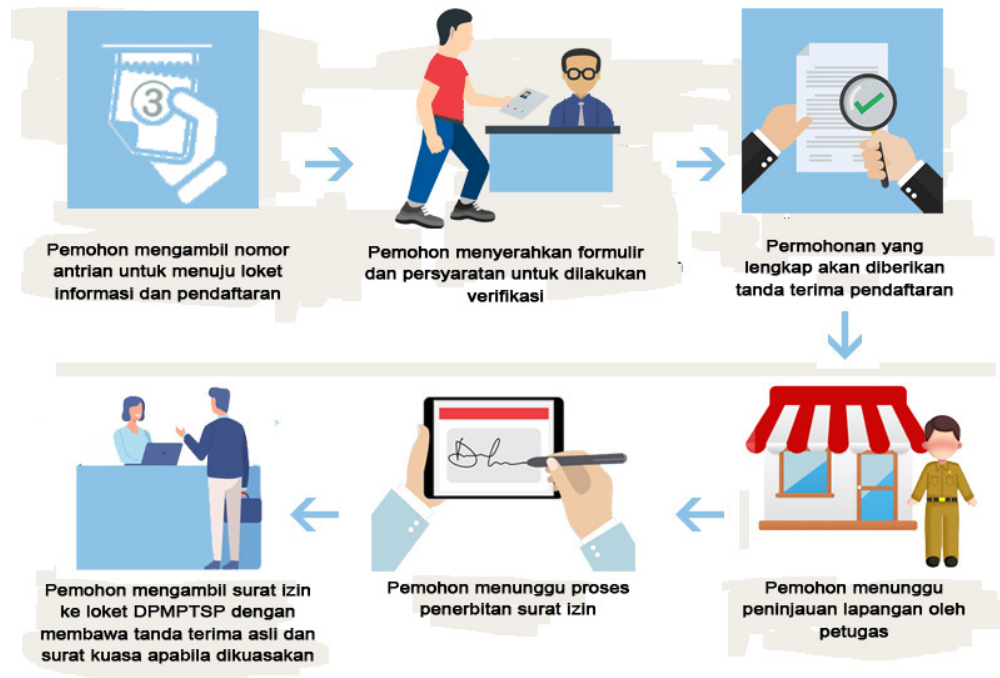 3
Pemohon mengambil nomor
antrian untuk menuju loket
informasi dan pendaftaran
Pemohon menyerahkan formulir
dan persyaratan untuk dilakukan
verifikasi
Permohonan yang
lengkap akan diberikan
tanda terima pendaftaran
Pemohon menunggu
peninjauan lapangan oleh
petugas
Pemohon menunggu proses
penerbitan surat izin
Pemohon mengambil surat izin
ke loket DPMPTSP dengan
membawa tanda terima asli dan
surat kuasa apabila dikuasakan